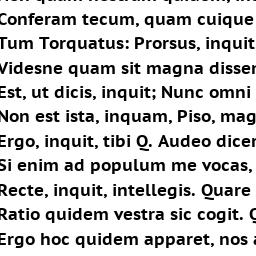 Conferam tecum, quam cuique
Tum Torquatus: Prorsus, inquit
Videsne quam sit magna dissen
Est, ut dicis, inquit; Nunc omni
Non est ista, inquam, Piso, mag
Ergo, inquit, tibi Q. Audeo dicer
Si enim ad populum me vocas,
Recte, inquit, intellegis. Quare
Ratio quidem vestra sic cogit. Q
Ergo hoc quidem apparet, nos a